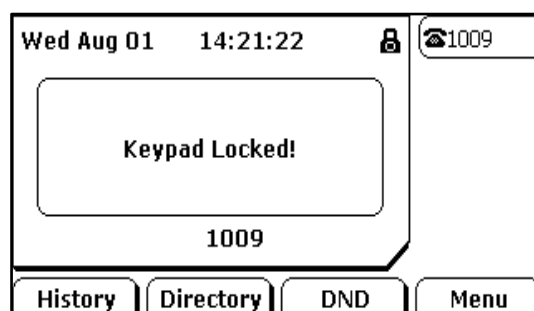 Wed Aug 01 14:21:22 1009
Keypad Locked!
1009
History Directory DND Menu